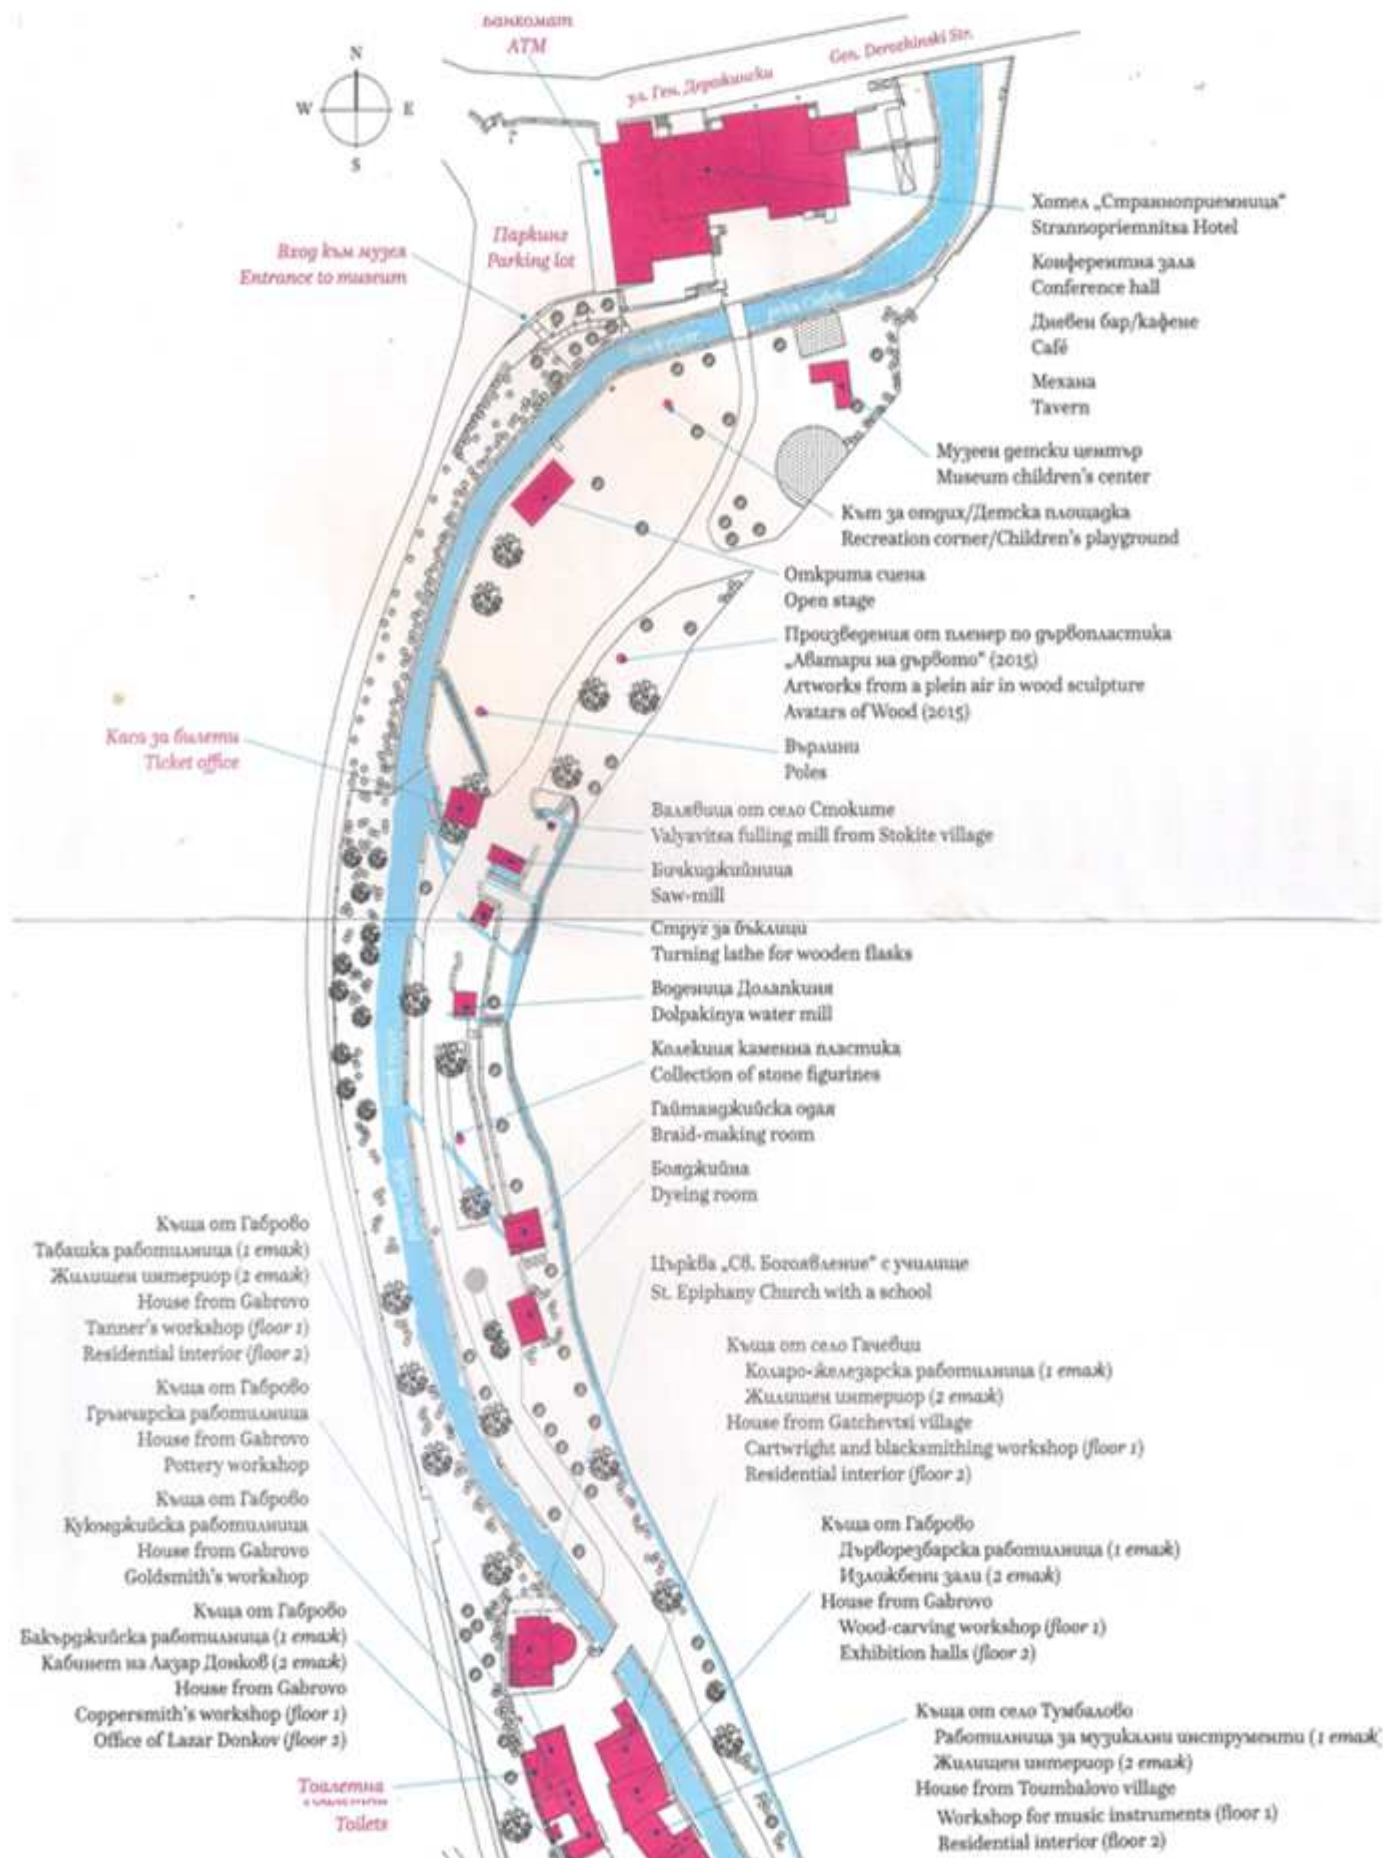 Банкомат
ATM
N
W
E
S
ул. Ген. Дерожински
Gen. Derozhinski Str.
Хотел „Странноприемница“
Strannopriemnitsa Hotel
Конферентна зала
Conference hall
Дневен бар/кафене
Café
Механа
Tavern
Вход към музея
Entrance to museum
Паркинг
Parking lot
Музеен детски център
Museum children's center
Кът за отдих/Детска площадка
Recreation corner/Children's playground
Открита сцена
Open stage
Произведения от пленер по дървопластика
„Аватари на дървото“ (2015)
Artworks from a plein air in wood sculpture
Avatars of Wood (2015)
Каса за билети
Ticket office
Върлини
Poles
Валявица от село Стоките
Valyavitsa fulling mill from Stokite village
Бичкиджийница
Saw-mill
Струг за бъклици
Turning lathe for wooden flasks
Воденица Долапкиня
Dolpakinya water mill
Колекция каменна пластика
Collection of stone figurines
Гайтанджийска одая
Braid-making room
Бояджийна
Dyeing room
Църква „Св. Богоявление“ с училище
St. Epiphany Church with a school
Къща от Габрово
Табашка работилница (1 етаж)
Жилищен интериор (2 етаж)
House from Gabrovo
Tanner's workshop (floor 1)
Residential interior (floor 2)
Къща от Габрово
Грънчарска работилница
House from Gabrovo
Pottery workshop
Къща от Габрово
Куюмджийска работилница
House from Gabrovo
Goldsmith's workshop
Къща от Габрово
Бакърджийска работилница (1 етаж)
Кабинет на Лазар Донков (2 етаж)
House from Gabrovo
Coppersmith's workshop (floor 1)
Office of Lazar Donkov (floor 2)
Тоалетна
Toilets
Къща от село Гачевци
Коларо-железарска работилница (1 етаж)
Жилищен интериор (2 етаж)
House from Gatchevtsi village
Cartwright and blacksmithing workshop (floor 1)
Residential interior (floor 2)
Къща от Габрово
Дърворезбарска работилница (1 етаж)
Изложбени зали (2 етаж)
House from Gabrovo
Wood-carving workshop (floor 1)
Exhibition halls (floor 2)
Къща от село Тумбалово
Работилница за музикални инструменти (1 етаж)
Жилищен интериор (2 етаж)
House from Toumbalovo village
Workshop for music instruments (floor 1)
Residential interior (floor 2)